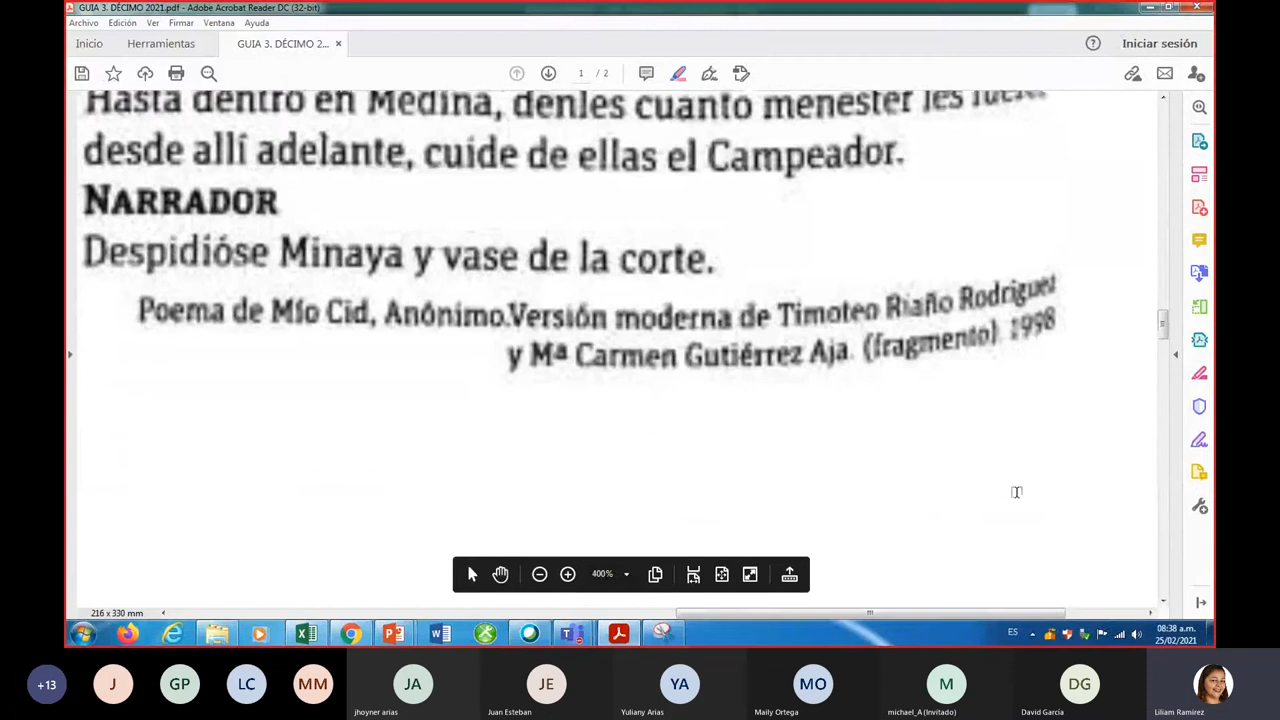 GUIA 3. DÉCIMO 2021.pdf - Adobe Acrobat Reader DC (32-bit)
Archivo Edición Ver Firmar Ventana Ayuda
Inicio Herramientas GUIA 3. DÉCIMO 2... × Iniciar sesión
1 / 2
Hasta dentro en Medina, denles cuanto menester les
desde allí adelante, cuide de ellas el Campeador.
NARRADOR
Despidióse Minaya y vase de la corte.
Poema de Mío Cid, Anónimo.Versión moderna de Timoteo Riaño Rodriguez
y Mª Carmen Gutiérrez Aja. (fragmento). 1998
400%
216 x 330 mm
ES 08:38 a.m.
25/02/2021
+13 J GP LC MM JA JE YA MO M DG
jhoyner arias Juan Esteban Yuliany Arias Maily Ortega michael_A (Invitado) David García Liliam Ramirez